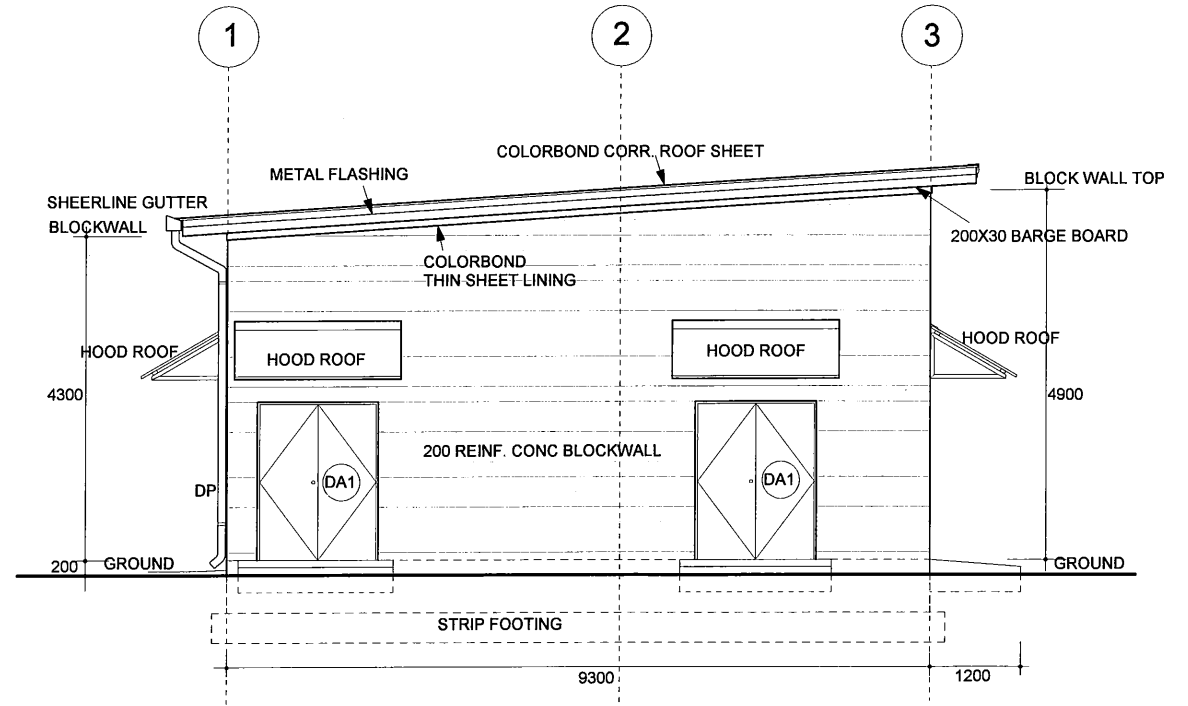 1
2
3
COLORBOND CORR. ROOF SHEET
METAL FLASHING
BLOCK WALL TOP
SHEERLINE GUTTER
BLOCKWALL
200X30 BARGE BOARD
COLORBOND
THIN SHEET LINING
HOOD ROOF
HOOD ROOF
HOOD ROOF
HOOD ROOF
4300
4900
200 REINF. CONC BLOCKWALL
DA1
DA1
DP
200
GROUND
GROUND
STRIP FOOTING
9300
1200